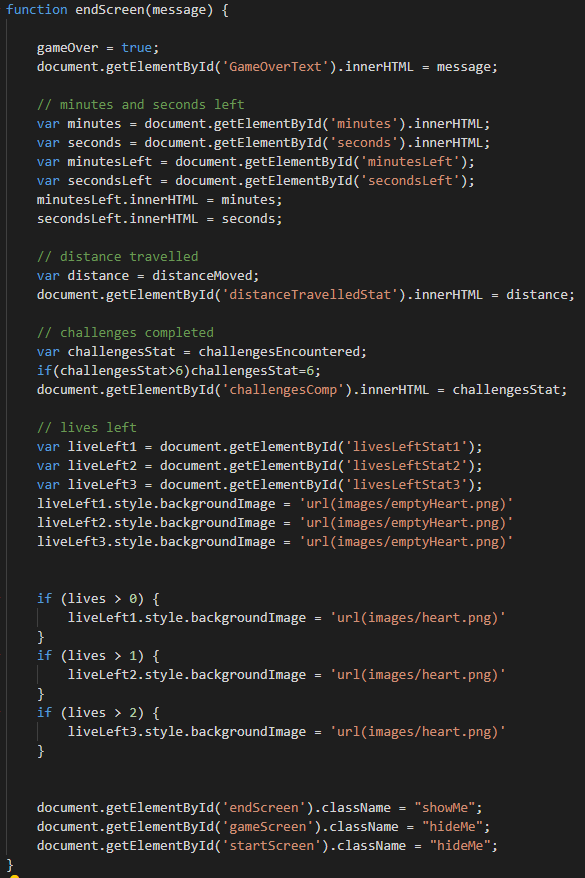 function endScreen(message) {
gameOver = true;
document.getElementById('GameOverText').innerHTML = message;
// minutes and seconds left
var minutes = document.getElementById('minutes').innerHTML;
var seconds = document.getElementById('seconds').innerHTML;
var minutesLeft = document.getElementById('minutesLeft');
var secondsLeft = document.getElementById('secondsLeft');
minutesLeft.innerHTML = minutes;
secondsLeft.innerHTML = seconds;
// distance travelled
var distance = distanceMoved;
document.getElementById('distanceTravelledStat').innerHTML = distance;
// challenges completed
var challengesStat = challengesEncountered;
if(challengesStat>6)challengesStat=6;
document.getElementById('challengesComp').innerHTML = challengesStat;
// lives left
var liveLeft1 = document.getElementById('livesLeftStat1');
var liveLeft2 = document.getElementById('livesLeftStat2');
var liveLeft3 = document.getElementById('livesLeftStat3');
liveLeft1.style.backgroundImage = 'url(images/emptyHeart.png)'
liveLeft2.style.backgroundImage = 'url(images/emptyHeart.png)'
liveLeft3.style.backgroundImage = 'url(images/emptyHeart.png)'
if (lives > 0) {
liveLeft1.style.backgroundImage = 'url(images/heart.png)'
}
if (lives > 1) {
liveLeft2.style.backgroundImage = 'url(images/heart.png)'
}
if (lives > 2) {
liveLeft3.style.backgroundImage = 'url(images/heart.png)'
}
document.getElementById('endScreen').className = "showMe";
document.getElementById('gameScreen').className = "hideMe";
document.getElementById('startScreen').className = "hideMe";
}